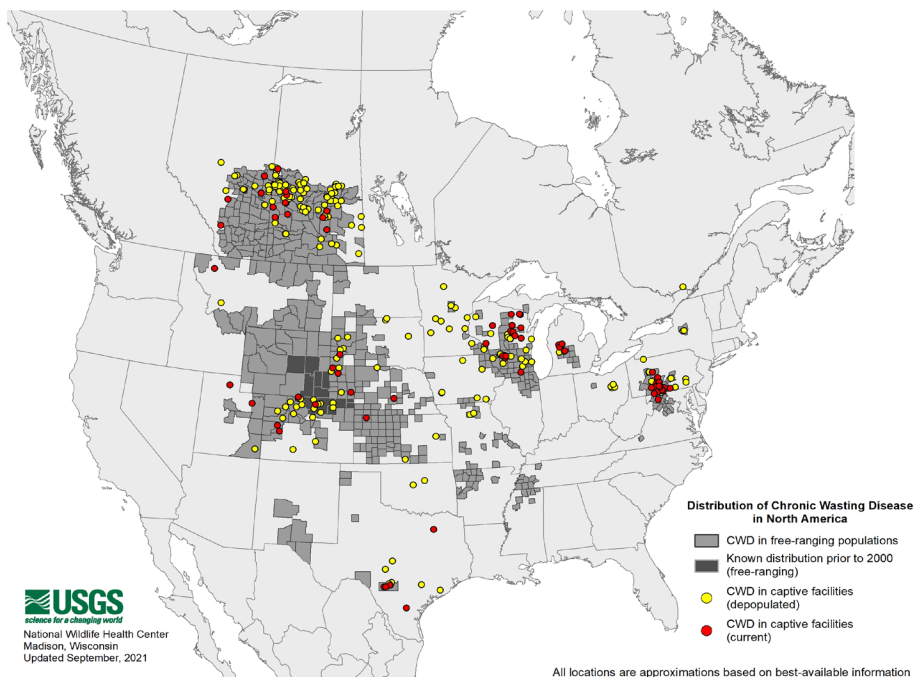 Distribution of Chronic Wasting Disease
in North America
CWD in free-ranging populations
Known distribution prior to 2000
(free-ranging)
CWD in captive facilities
(depopulated)
CWD in captive facilities
(current)
USGS
science for a changing world
National Wildlife Health Center
Madison, Wisconsin
Updated September, 2021
All locations are approximations based on best-available information